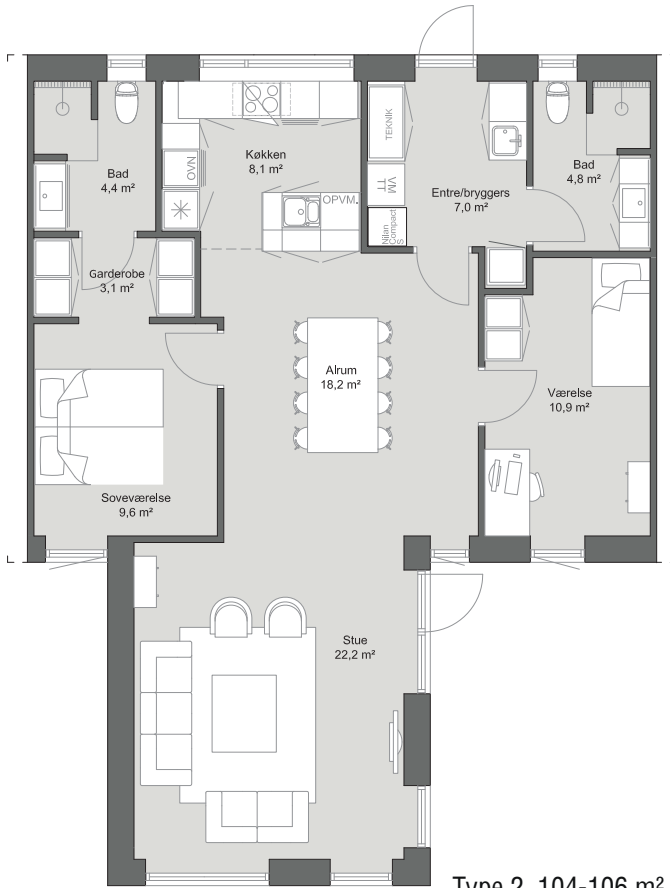 TEKNIK
Køkken
8,1 m²
OVN
Bad
4,4 m²
VM
TT
Entre/bryggers
7,0 m²
Bad
4,8 m²
OPVM.
Nilan
Compact
S
Garderobe
3,1 m²
Alrum
18,2 m²
Værelse
10,9 m²
Soveværelse
9,6 m²
Stue
22,2 m²
Type 2, 104-106 m²